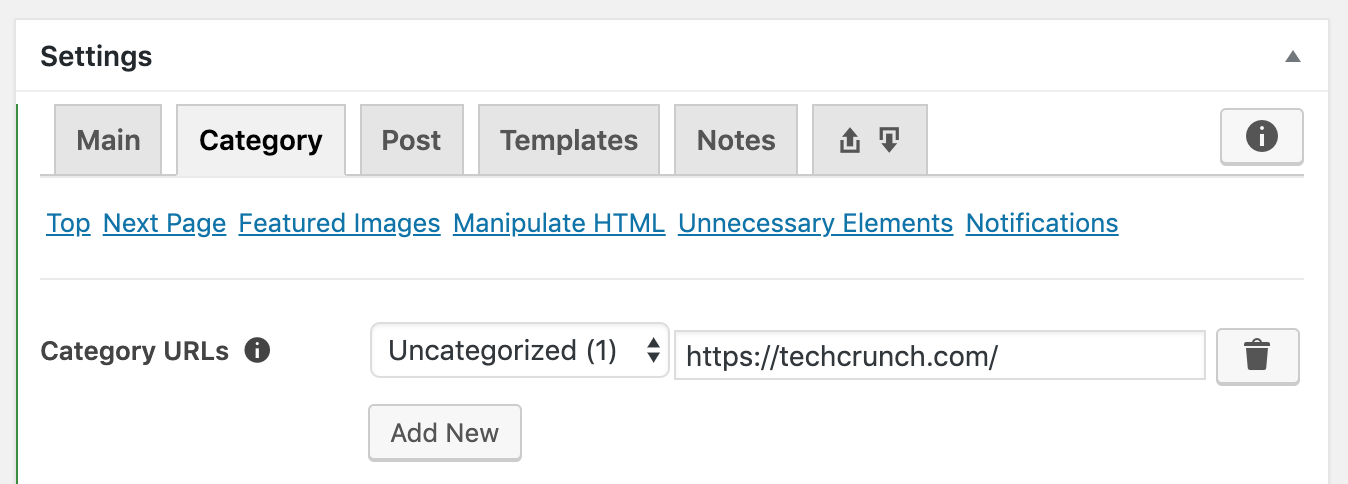 Settings
Main Category Post Templates Notes
Top Next Page Featured Images Manipulate HTML Unnecessary Elements Notifications
Category URLs Uncategorized (1) https://techcrunch.com/
Add New